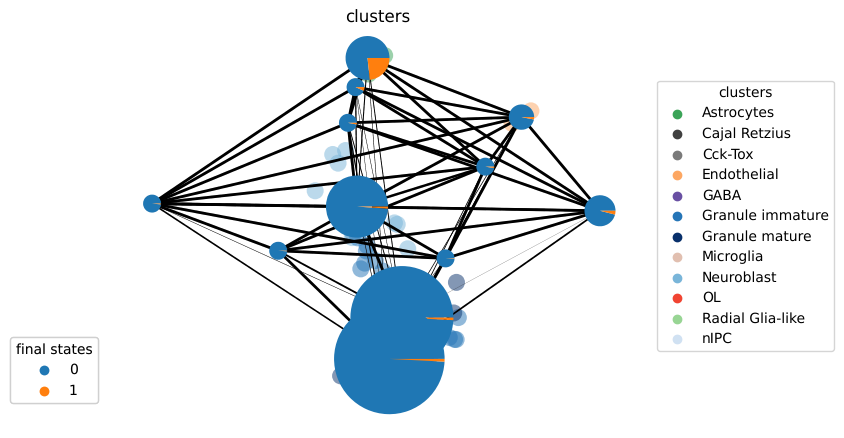 clusters
clusters
Astrocytes
Cajal Retzius
Cck-Tox
Endothelial
GABA
Granule immature
Granule mature
Microglia
Neuroblast
OL
Radial Glia-like
nIPC
final states
0
1